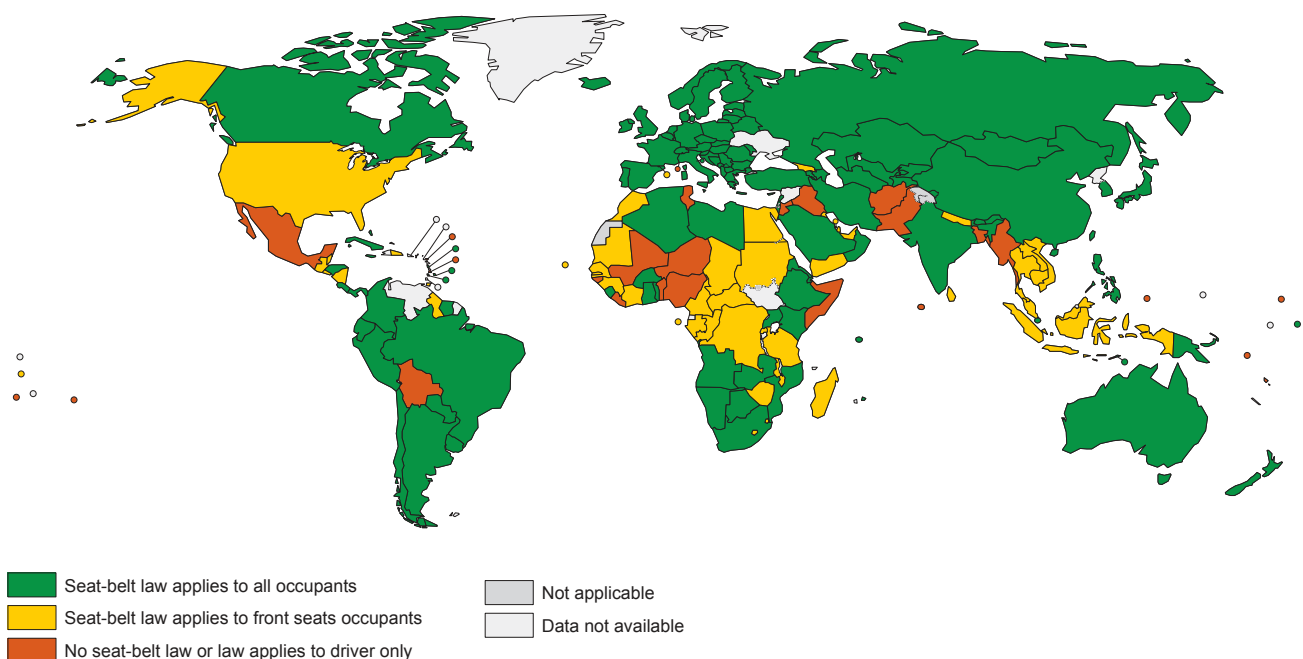 Seat-belt law applies to all occupants
Seat-belt law applies to front seats occupants
No seat-belt law or law applies to driver only
Not applicable
Data not available